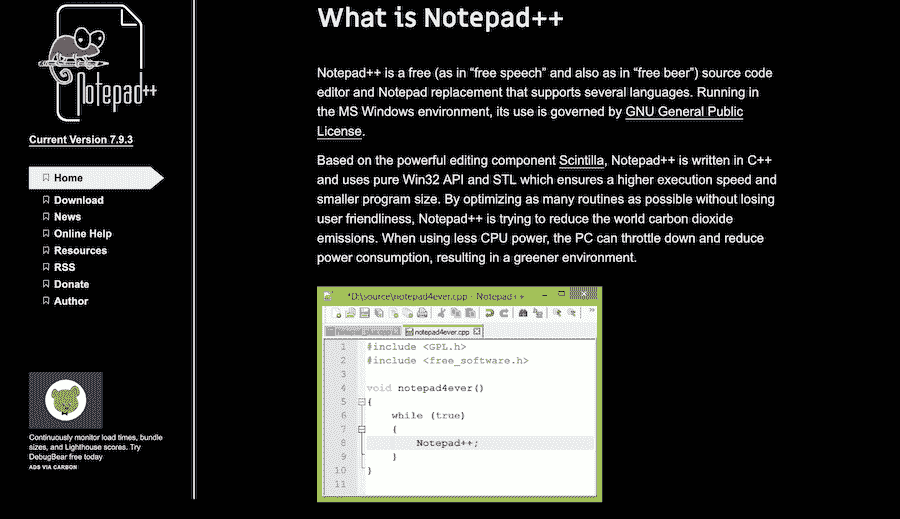 Notepad++
Current Version 7.9.3
Home
Download
News
Online Help
Resources
RSS
Donate
Author
Continuously monitor load times, bundle
sizes, and Lighthouse scores. Try
DebugBear free today
ADS VIA CARBON
What is Notepad++
Notepad++ is a free (as in “free speech” and also as in “free beer”) source code
editor and Notepad replacement that supports several languages. Running in
the MS Windows environment, its use is governed by GNU General Public
License.
Based on the powerful editing component Scintilla, Notepad++ is written in C++
and uses pure Win32 API and STL which ensures a higher execution speed and
smaller program size. By optimizing as many routines as possible without losing
user friendliness, Notepad++ is trying to reduce the world carbon dioxide
emissions. When using less CPU power, the PC can throttle down and reduce
power consumption, resulting in a greener environment.
*D:\source\notepad4ever.cpp - Notepad++
Notepad_plus.cpp notepad4ever.cpp
1 #include <GPL.h>
2 #include <free_software.h>
3
4 void notepad4ever()
5 {
6 while (true)
7 {
8 Notepad++;
9 }
10 }
11